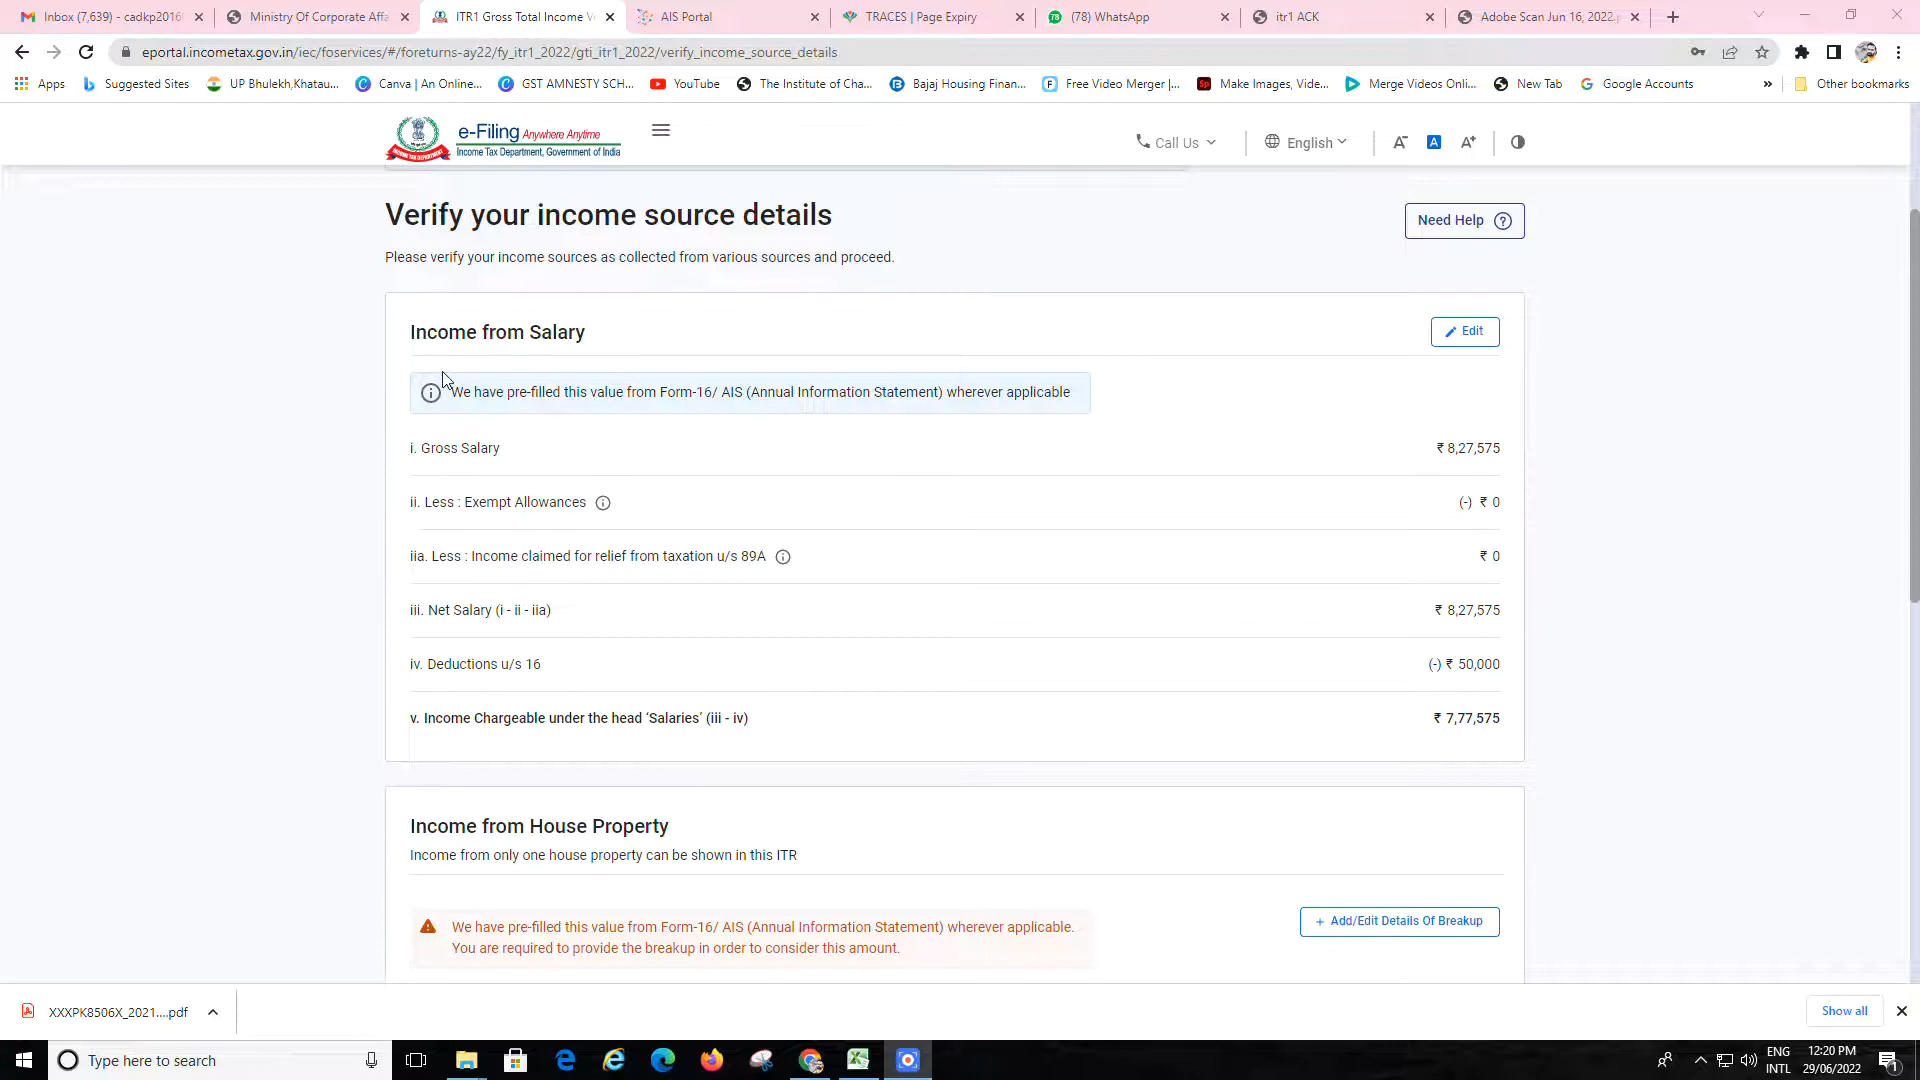 Inbox (7,639) - cadkp2016
Ministry Of Corporate Affa
ITR1 Gross Total Income V
AIS Portal
TRACES | Page Expiry
(78) WhatsApp
itr1 ACK
Adobe Scan Jun 16, 2022.p
eportal.incometax.gov.in/iec/foservices/#/foreturns-ay22/fy_itr1_2022/gti_itr1_2022/verify_income_source_details
Apps
Suggested Sites
UP Bhulekh,Khatau...
Canva | An Online...
GST AMNESTY SCH...
YouTube
The Institute of Cha...
Bajaj Housing Finan...
Free Video Merger |...
Make Images, Vide...
Merge Videos Onli...
New Tab
Google Accounts
»
Other bookmarks
e-Filing Anywhere Anytime
Income Tax Department, Government of India
Call Us
English
A-
A
A+
Verify your income source details
Need Help ?
Please verify your income sources as collected from various sources and proceed.
Income from Salary
Edit
We have pre-filled this value from Form-16/ AIS (Annual Information Statement) wherever applicable
i. Gross Salary ₹ 8,27,575
ii. Less : Exempt Allowances (-) ₹ 0
iia. Less : Income claimed for relief from taxation u/s 89A ₹ 0
iii. Net Salary (i - ii - iia) ₹ 8,27,575
iv. Deductions u/s 16 (-) ₹ 50,000
v. Income Chargeable under the head ‘Salaries’ (iii - iv) ₹ 7,77,575
Income from House Property
Income from only one house property can be shown in this ITR
We have pre-filled this value from Form-16/ AIS (Annual Information Statement) wherever applicable.
You are required to provide the breakup in order to consider this amount.
+ Add/Edit Details Of Breakup
XXXPK8506X_2021....pdf
Show all
Type here to search
ENG
INTL
12:20 PM
29/06/2022
1